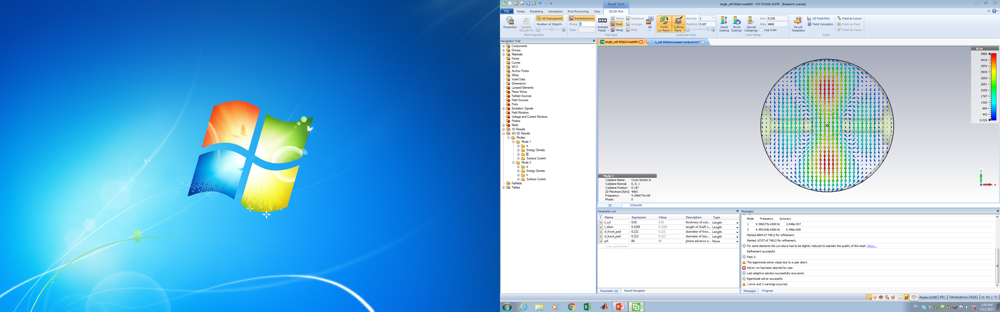 Result Tools
single_cell 900pi2-modeEH - CST STUDIO SUITE - [Research License]
File Home Modeling Simulation Post Processing View 2D/3D Plot
Properties
Update Results F5
All Transparent
Number of Objects
Plot Properties
Instantaneous
Phase: 0
Time:
Animate Fields
Phase
Real
Imag.
Maximum
Average
RMS
dB
dB
Plot Type
Fields on Plane
Cutting Plane
Normal: Z
Position: 0.187
Sectional View
Smart Scaling
Reset Scaling
Special Clamping
Min: 0.226
Max: 4860
Log Scale
Color Ramp
Result Templates
1D Field Plot
Field Calculator
Field at Cursor
Field on Face
Field on Curve
Tools
Navigation Tree
Components
Groups
Materials
Faces
Curves
WCS
Anchor Points
Wires
Voxel Data
Dimensions
Lumped Elements
Plane Wave
Farfield Sources
Field Sources
Ports
Excitation Signals
Field Monitors
Voltage and Current Monitors
Probes
Mesh
1D Results
2D/3D Results
Modes
Mode 1
e
Energy Density
h
Surface Current
Mode 2
e
Energy Density
h
Surface Current
Farfields
Tables
single_cell 900pi2-modeEH
3_cell 500dxincreased conductivity*
A/m
4860
4418
3976
3534
3093
2651
2209
1767
1326
884
442
0.226
y
x
Mode 1
Cutplane Name: Cross Section A
Cutplane Normal: 0, 0, 1
Cutplane Position: 0.187
2D Maximum [A/m]: 4860
Frequency: 9.396677e+08
Phase: 0
3D Schematic
Parameter List
Name Expression Value Description Type
t_cyl = 0.01 0.01 thickness of out... Length
l_stem = 0.3205 0.3205 length of (half) s... Length
d_front_ped = 0.221 0.221 diameter of fron... Length
d_back_ped = 0.222 0.222 diameter of bac... Length
pA = 60 60 phase advance o... None
<new parameter>
Parameter List Result Navigator
Messages
Mode Frequency Accuracy
1 9.396677e+008 Hz 2.848e-007
2 9.495194e+008 Hz 6.496e-008
Marked 8894 of 74812 for refinement.
Marked 10337 of 74812 for refinement.
For some elements the curvature had to be slightly reduced to maintain the quality of the mesh. More...
Refinement successful
Pass 2:
The eigenmode solver stops due to a user abort.
Solver run has been aborted by user.
Last adaptive solution successfully recovered.
Eigenmode solver successful
1 error and 2 warnings occurred.
Messages Progress
Raster=0.050 PEC Tetrahedrons=74,812 m Hz s °C
EN
1:05 PM
5/11/2017